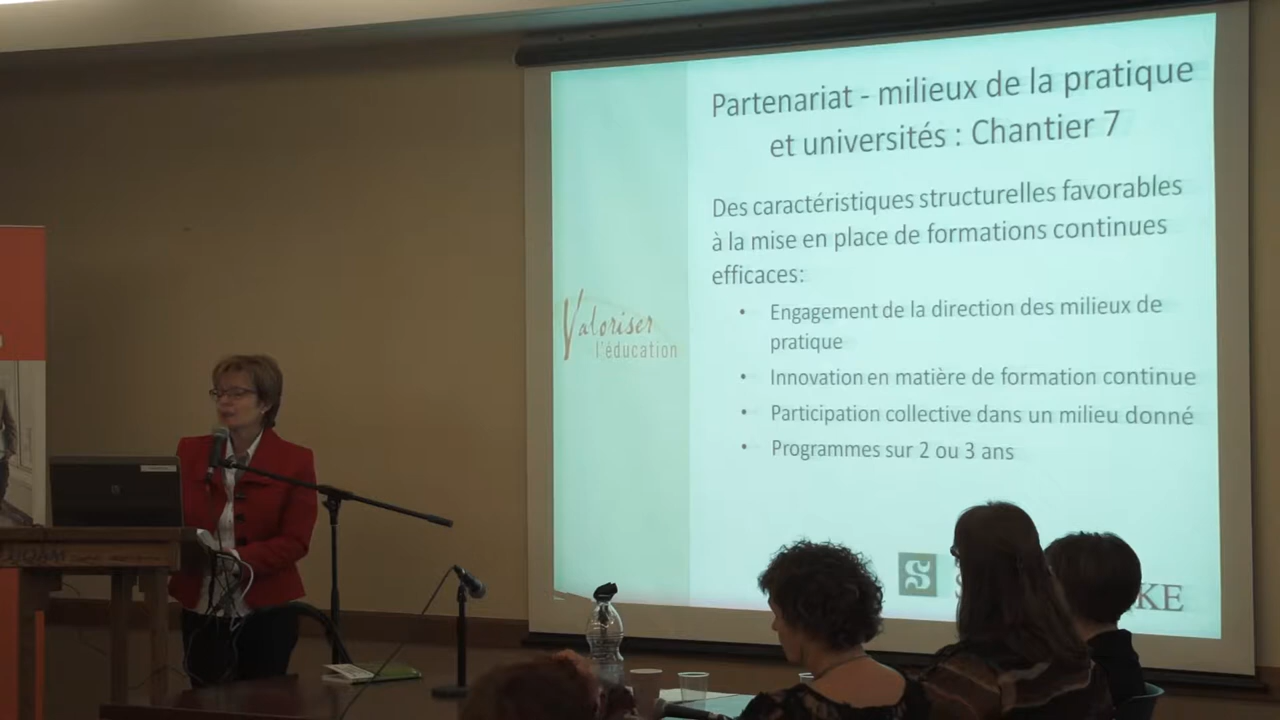 Partenariat - milieux de la pratique
et universités : Chantier 7
Des caractéristiques structurelles favorables
à la mise en place de formations continues
efficaces:
• Engagement de la direction des milieux de
pratique
• Innovation en matière de formation continue
• Participation collective dans un milieu donné
• Programmes sur 2 ou 3 ans
Valoriser
l'éducation
S
KE
UQAM